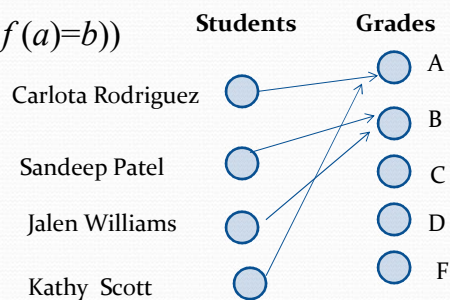 f (a)=b))
Students Grades
Carlota Rodriguez A
Sandeep Patel B
C
Jalen Williams D
Kathy Scott F